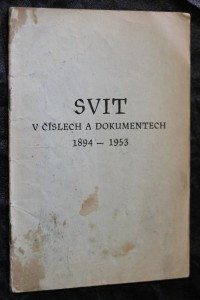 SVIT
V ČÍSLECH A DOKUMENTECH
1894 — 1953